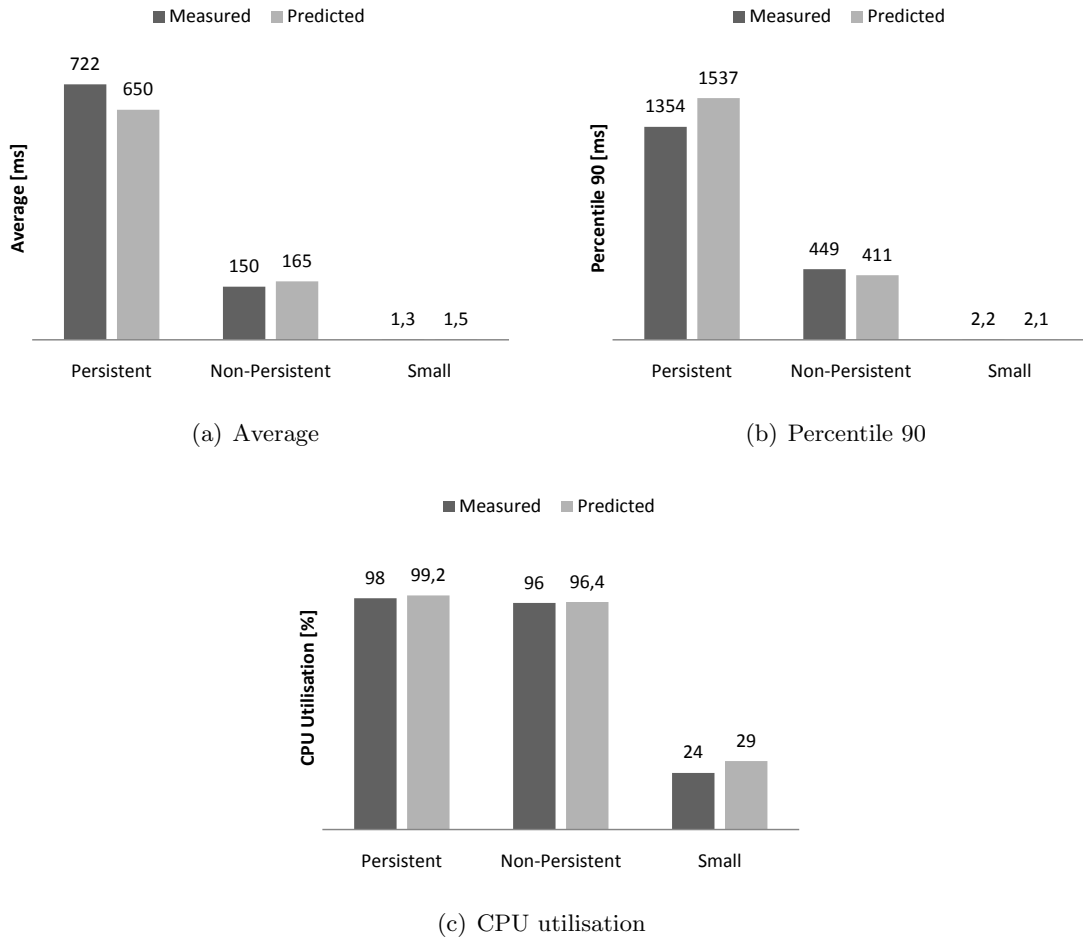 Measured Predicted
722
650
150
165
1,3
1,5
Average [ms]
Persistent Non-Persistent Small
(a) Average
Measured Predicted
1354
1537
449
411
2,2
2,1
Percentile 90 [ms]
Persistent Non-Persistent Small
(b) Percentile 90
Measured Predicted
98
99,2
96
96,4
24
29
CPU Utilisation [%]
Persistent Non-Persistent Small
(c) CPU utilisation